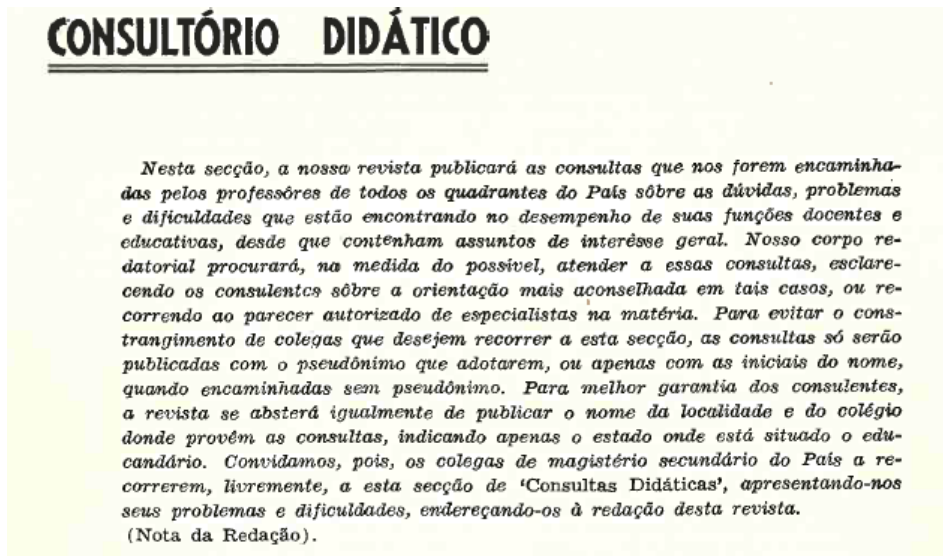 CONSULTÓRIO DIDÁTICO
Nesta secção, a nossa revista publicará as consultas que nos forem encaminha-
das pelos professôres de todos os quadrantes do País sôbre as dúvidas, problemas
e dificuldades que estão encontrando no desempenho de suas funções docentes e
educativas, desde que contenham assuntos de interêsse geral. Nosso corpo re-
datorial procurará, na medida do possível, atender a essas consultas, esclare-
cendo os consulentes sôbre a orientação mais aconselhada em tais casos, ou re-
correndo ao parecer autorizado de especialistas na matéria. Para evitar o cons-
trangimento de colegas que desejem recorrer a esta secção, as consultas só serão
publicadas com o pseudônimo que adotarem, ou apenas com as iniciais do nome,
quando encaminhadas sem pseudônimo. Para melhor garantia dos consulentes,
a revista se absterá igualmente de publicar o nome da localidade e do colégio
donde provêm as consultas, indicando apenas o estado onde está situado o edu-
candário. Convidamos, pois, os colegas de magistério secundário do País a re-
correrem, livremente, a esta secção de 'Consultas Didáticas', apresentando-nos
seus problemas e dificuldades, endereçando-os à redação desta revista.
(Nota da Redação).